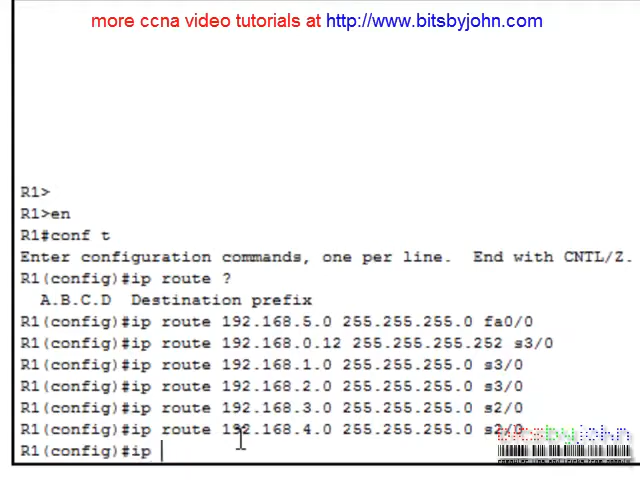 more ccna video tutorials at http://www.bitsbyjohn.com
R1>
R1>en
R1#conf t
Enter configuration commands, one per line.  End with CNTL/Z.
R1(config)#ip route ?
  A.B.C.D  Destination prefix
R1(config)#ip route 192.168.5.0 255.255.255.0 fa0/0
R1(config)#ip route 192.168.0.12 255.255.255.252 s3/0
R1(config)#ip route 192.168.1.0 255.255.255.0 s3/0
R1(config)#ip route 192.168.2.0 255.255.255.0 s3/0
R1(config)#ip route 192.168.3.0 255.255.255.0 s2/0
R1(config)#ip route 192.168.4.0 255.255.255.0 s2/0
R1(config)#ip
bitsbyjohn